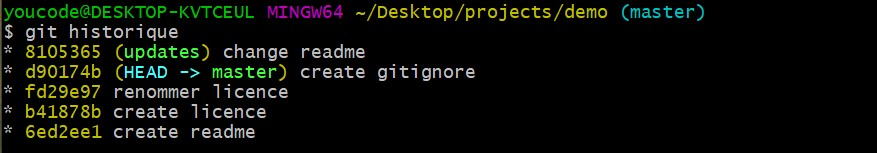 youcode@DESKTOP-KVTCEUL MINGW64 ~/Desktop/projects/demo (master)
$ git historique
* 8105365 (updates) change readme
* d90174b (HEAD -> master) create gitignore
* fd29e97 renommer licence
* b41878b create licence
* 6ed2ee1 create readme